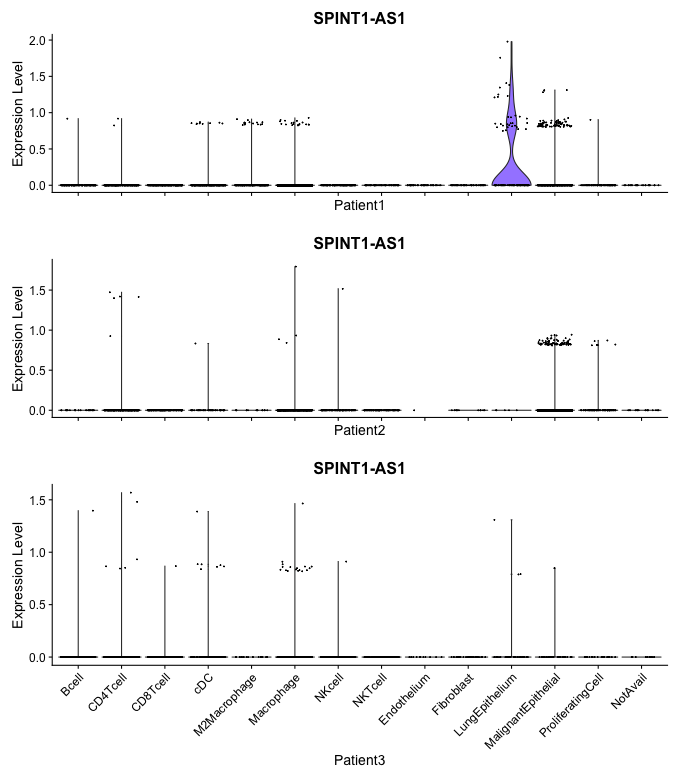 SPINT1-AS1
Expression Level
2.0
1.5
1.0
0.5
0.0
Patient1
SPINT1-AS1
Expression Level
1.5
1.0
0.5
0.0
Patient2
SPINT1-AS1
Expression Level
1.5
1.0
0.5
0.0
Bcell
CD4Tcell
CD8Tcell
cDC
M2Macrophage
Macrophage
NKcell
NKTcell
Endothelium
Fibroblast
LungEpithelium
MalignantEpithelial
ProliferatingCell
NotAvail
Patient3